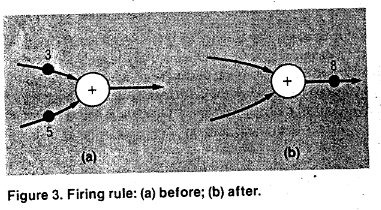 3
8
+
+
5
(a)
(b)
Figure 3. Firing rule: (a) before; (b) after.